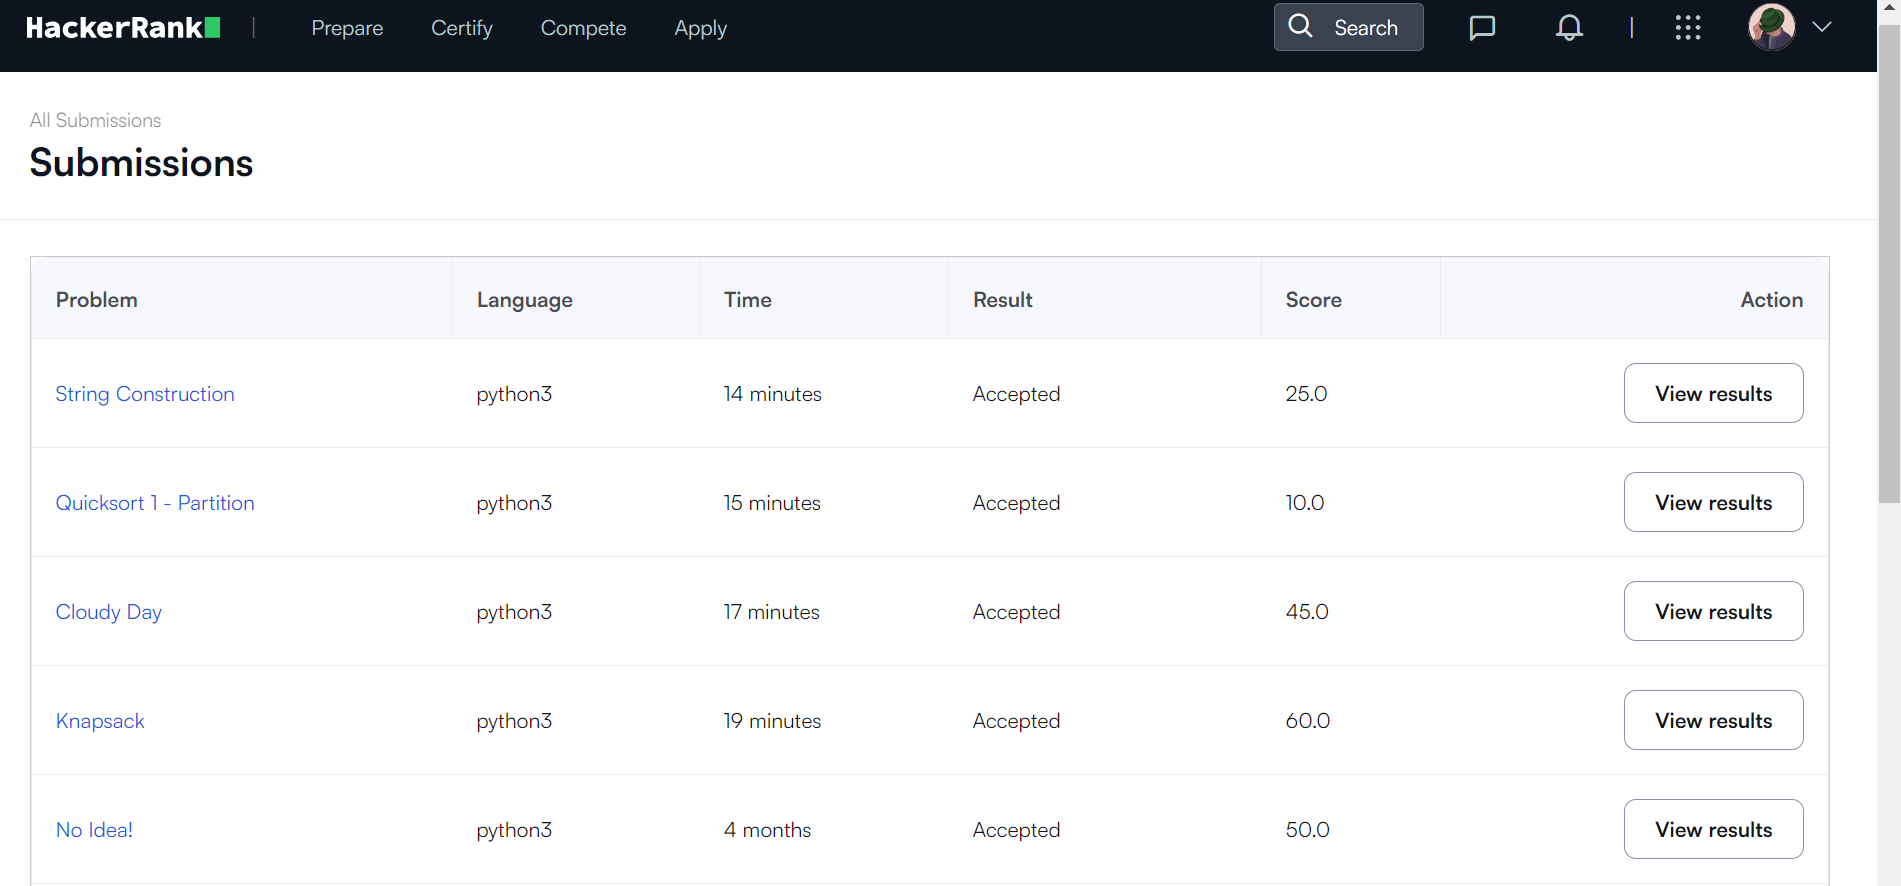 HackerRank | Prepare Certify Compete Apply Search |
All Submissions
Submissions
Problem Language Time Result Score Action
String Construction python3 14 minutes Accepted 25.0 View results
Quicksort 1 - Partition python3 15 minutes Accepted 10.0 View results
Cloudy Day python3 17 minutes Accepted 45.0 View results
Knapsack python3 19 minutes Accepted 60.0 View results
No Idea! python3 4 months Accepted 50.0 View results